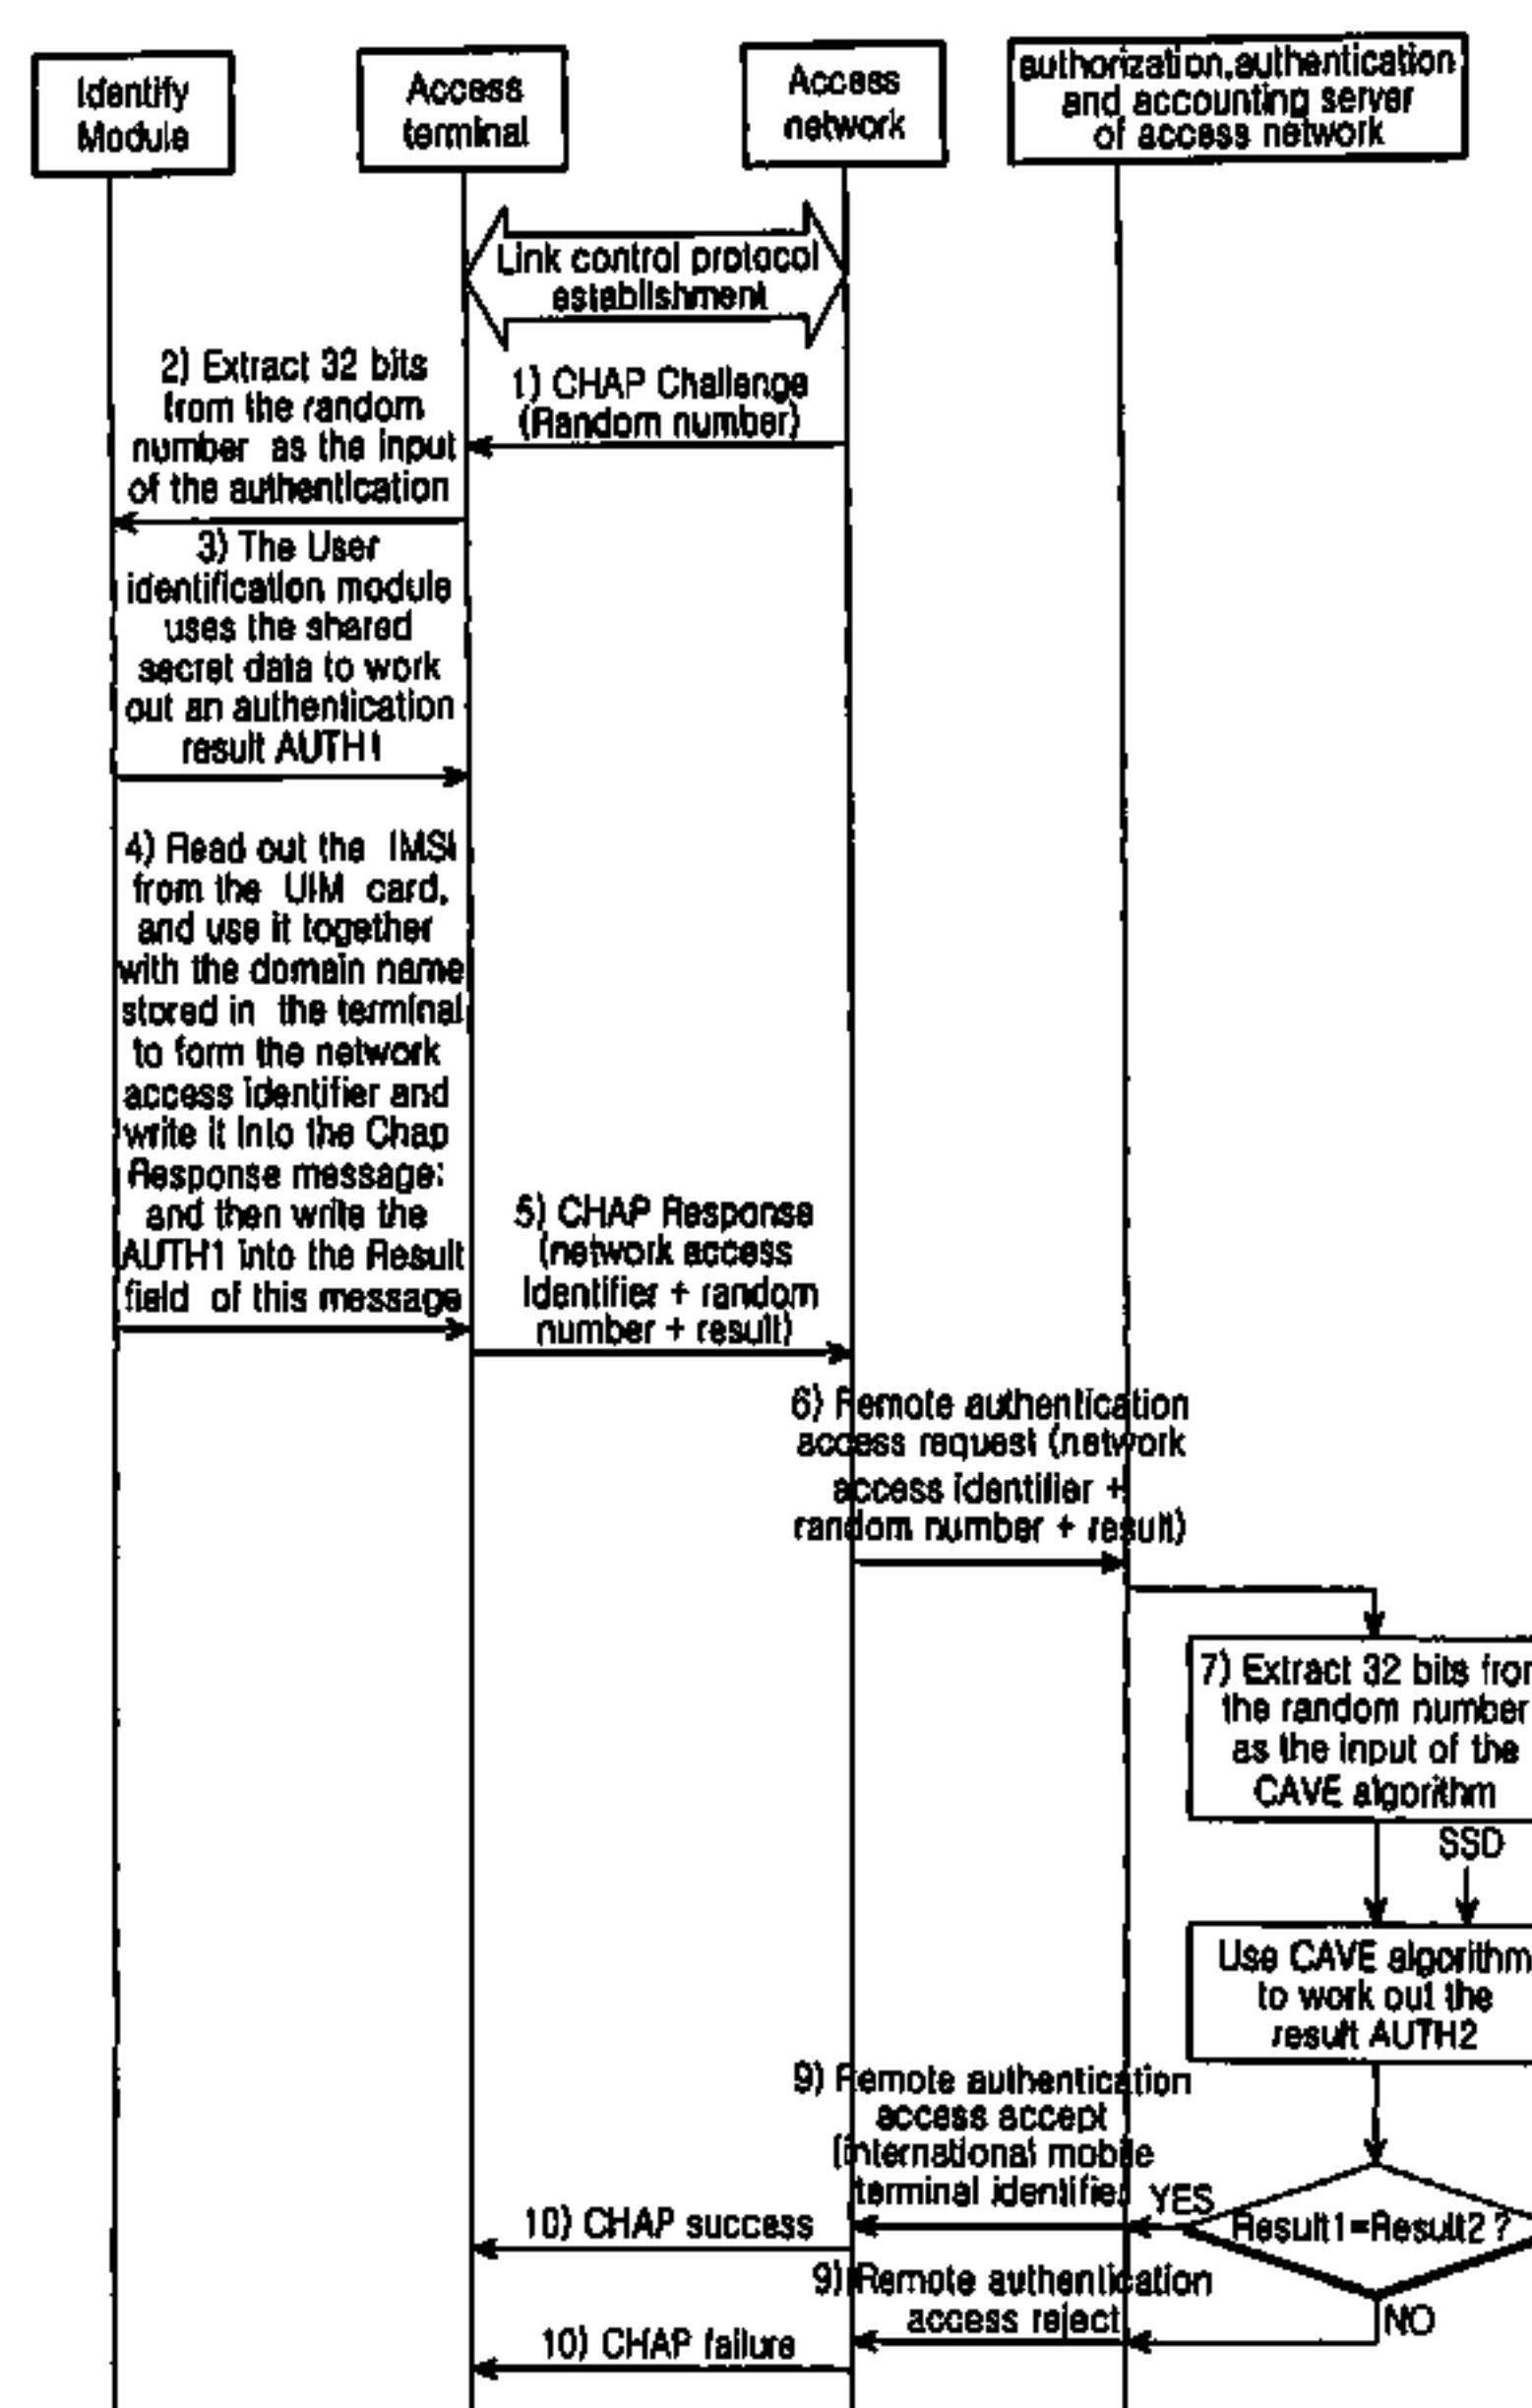 Identify
Module
Access
terminal
Access
network
authorization,authentication
and accounting server
of access network
Link control protocol
establishment
1) CHAP Challenge
(Random number)
2) Extract 32 bits
from the random
number as the input
of the authentication
3) The User
identification module
uses the shared
secret data to work
out an authentication
result AUTH1
4) Read out the IMSI
from the UIM card,
and use it together
with the domain name
stored in the terminal
to form the network
access identifier and
write it into the Chap
Response message;
and then write the
AUTH1 into the Result
field of this message
5) CHAP Response
(network access
identifier + random
number + result)
6) Remote authentication
access request (network
access identifier +
random number + result)
7) Extract 32 bits from
the random number
as the input of the
CAVE algorithm
SSD
Use CAVE algorithm
to work out the
result AUTH2
9) Remote authentication
access accept
(international mobile
terminal identifier
YES
Result1=Result2 ?
10) CHAP success
9) Remote authentication
access reject
NO
10) CHAP failure